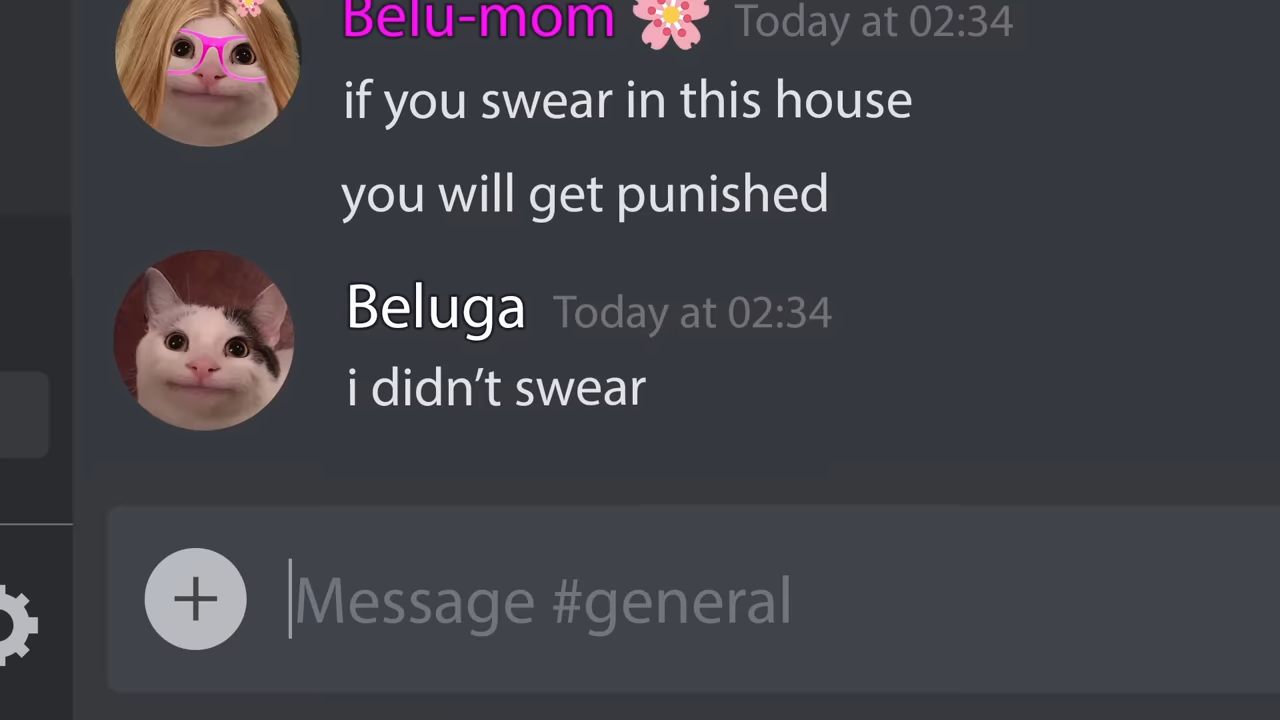 Belu-mom 🌸 Today at 02:34
if you swear in this house
you will get punished
Beluga Today at 02:34
i didn’t swear
Message #general